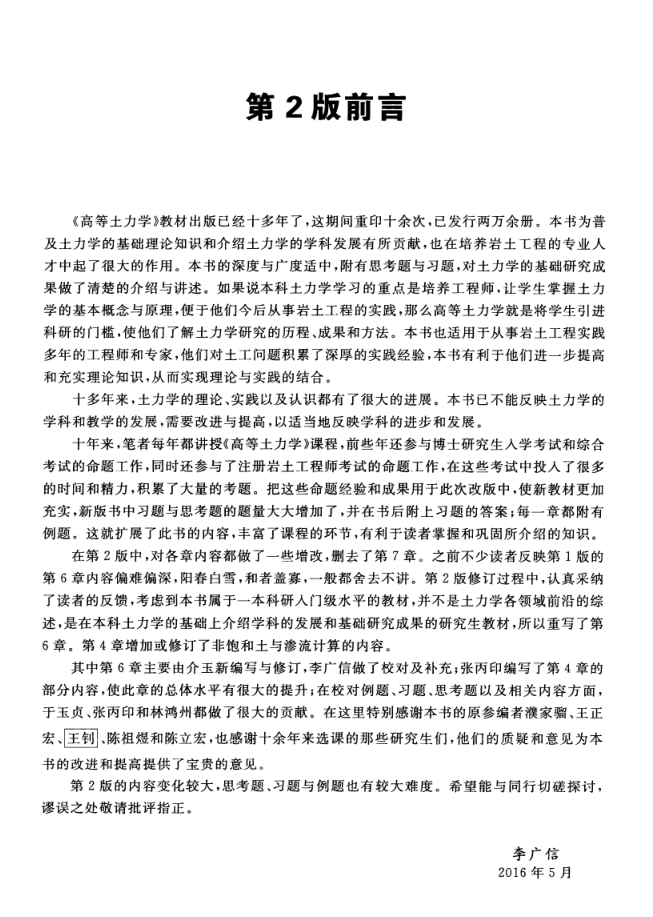 第 2 版前言
《高等土力学》教材出版已经十多年了,这期间重印十余次,已发行两万余册。本书为普
及土力学的基础理论知识和介绍土力学的学科发展有所贡献,也在培养岩土工程的专业人
才中起了很大的作用。本书的深度与广度适中,附有思考题与习题,对土力学的基础研究成
果做了清楚的介绍与讲述。如果说本科土力学学习的重点是培养工程师,让学生掌握土力
学的基本概念与原理,便于他们今后从事岩土工程的实践,那么高等土力学就是将学生引进
科研的门槛,使他们了解土力学研究的历程、成果和方法。本书也适用于从事岩土工程实践
多年的工程师和专家,他们对土工问题积累了深厚的实践经验,本书有利于他们进一步提高
和充实理论知识,从而实现理论与实践的结合。
十多年来,土力学的理论、实践以及认识都有了很大的进展。本书已不能反映土力学的
学科和教学的发展,需要改进与提高,以适当地反映学科的进步和发展。
十年来,笔者每年都讲授《高等土力学》课程,前些年还参与博士研究生入学考试和综合
考试的命题工作,同时还参与了注册岩土工程师考试的命题工作,在这些考试中投入了很多
的时间和精力,积累了大量的考题。把这些命题经验和成果用于此次改版中,使新教材更加
充实,新版书中习题与思考题的题量大大增加了,并在书后附上习题的答案;每一章都附有
例题。这就扩展了此书的内容,丰富了课程的环节,有利于读者掌握和巩固所介绍的知识。
在第 2 版中,对各章内容都做了一些增改,删去了第 7 章。之前不少读者反映第 1 版的
第 6 章内容偏难偏深,阳春白雪,和者盖寡,一般都舍去不讲。第 2 版修订过程中,认真采纳
了读者的反馈,考虑到本书属于一本科研入门级水平的教材,并不是土力学各领域前沿的综
述,是在本科土力学的基础上介绍学科的发展和基础研究成果的研究生教材,所以重写了第
6 章。第 4 章增加或修订了非饱和土与渗流计算的内容。
其中第 6 章主要由介玉新编写与修订,李广信做了校对及补充;张丙印编写了第 4 章的
部分内容,使此章的总体水平有很大的提升;在校对例题、习题、思考题以及相关内容方面,
于玉贞、张丙印和林鸿州都做了很大的贡献。在这里特别感谢本书的原参编者濮家骝、王正
宏、王钊、陈祖煜和陈立宏,也感谢十余年来选课的那些研究生们,他们的质疑和意见为本
书的改进和提高提供了宝贵的意见。
第 2 版的内容变化较大,思考题、习题与例题也有较大难度。希望能与同行切磋探讨,
谬误之处敬请批评指正。
李广信
2016 年 5 月